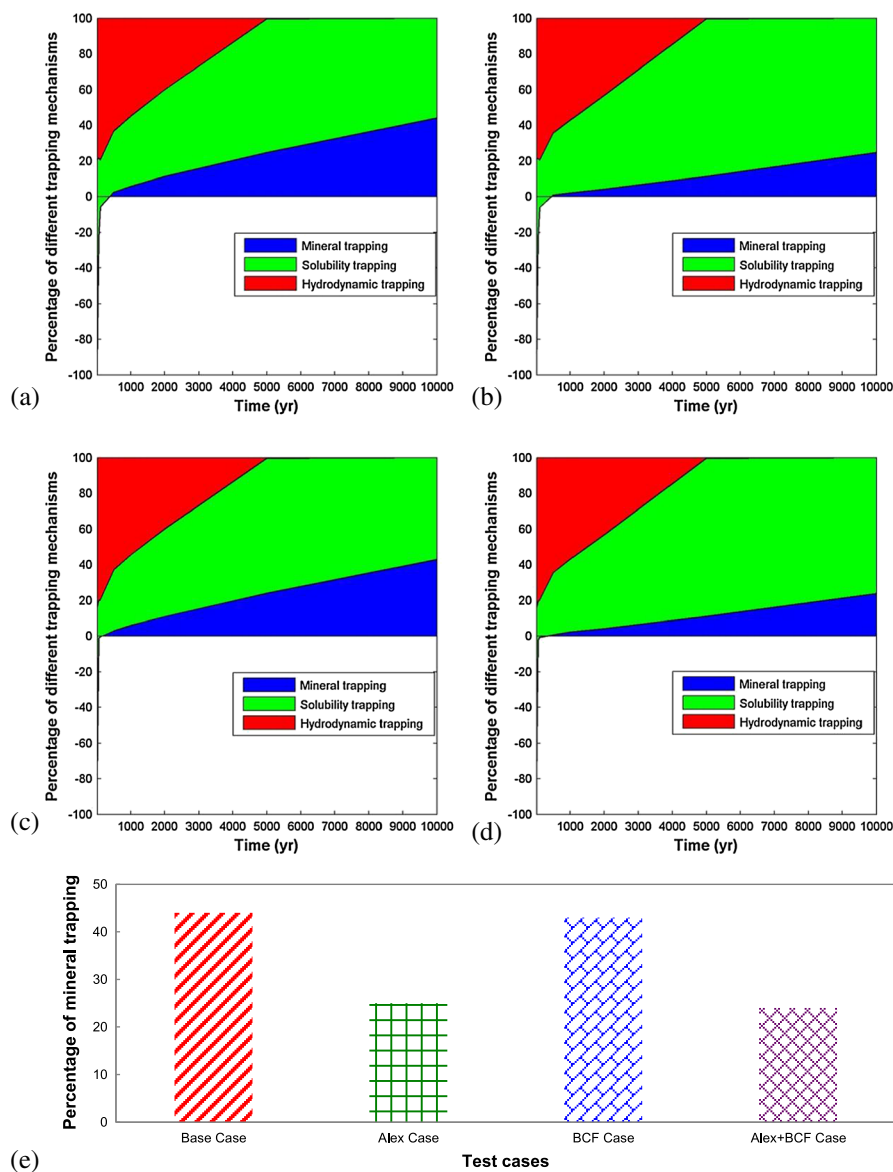 Percentage of different trapping mechanisms
100
80
60
40
20
0
-20
-40
-60
-80
-100
Mineral trapping
Solubility trapping
Hydrodynamic trapping
1000 2000 3000 4000 5000 6000 7000 8000 9000 10000
Time (yr)
(a)
Percentage of different trapping mechanisms
100
80
60
40
20
0
-20
-40
-60
-80
-100
Mineral trapping
Solubility trapping
Hydrodynamic trapping
1000 2000 3000 4000 5000 6000 7000 8000 9000 10000
Time (yr)
(b)
Percentage of different trapping mechanisms
100
80
60
40
20
0
-20
-40
-60
-80
-100
Mineral trapping
Solubility trapping
Hydrodynamic trapping
1000 2000 3000 4000 5000 6000 7000 8000 9000 10000
Time (yr)
(c)
Percentage of different trapping mechanisms
100
80
60
40
20
0
-20
-40
-60
-80
-100
Mineral trapping
Solubility trapping
Hydrodynamic trapping
1000 2000 3000 4000 5000 6000 7000 8000 9000 10000
Time (yr)
(d)
Percentage of mineral trapping
50
40
30
20
10
0
Base Case Alex Case BCF Case Alex+BCF Case
Test cases
(e)